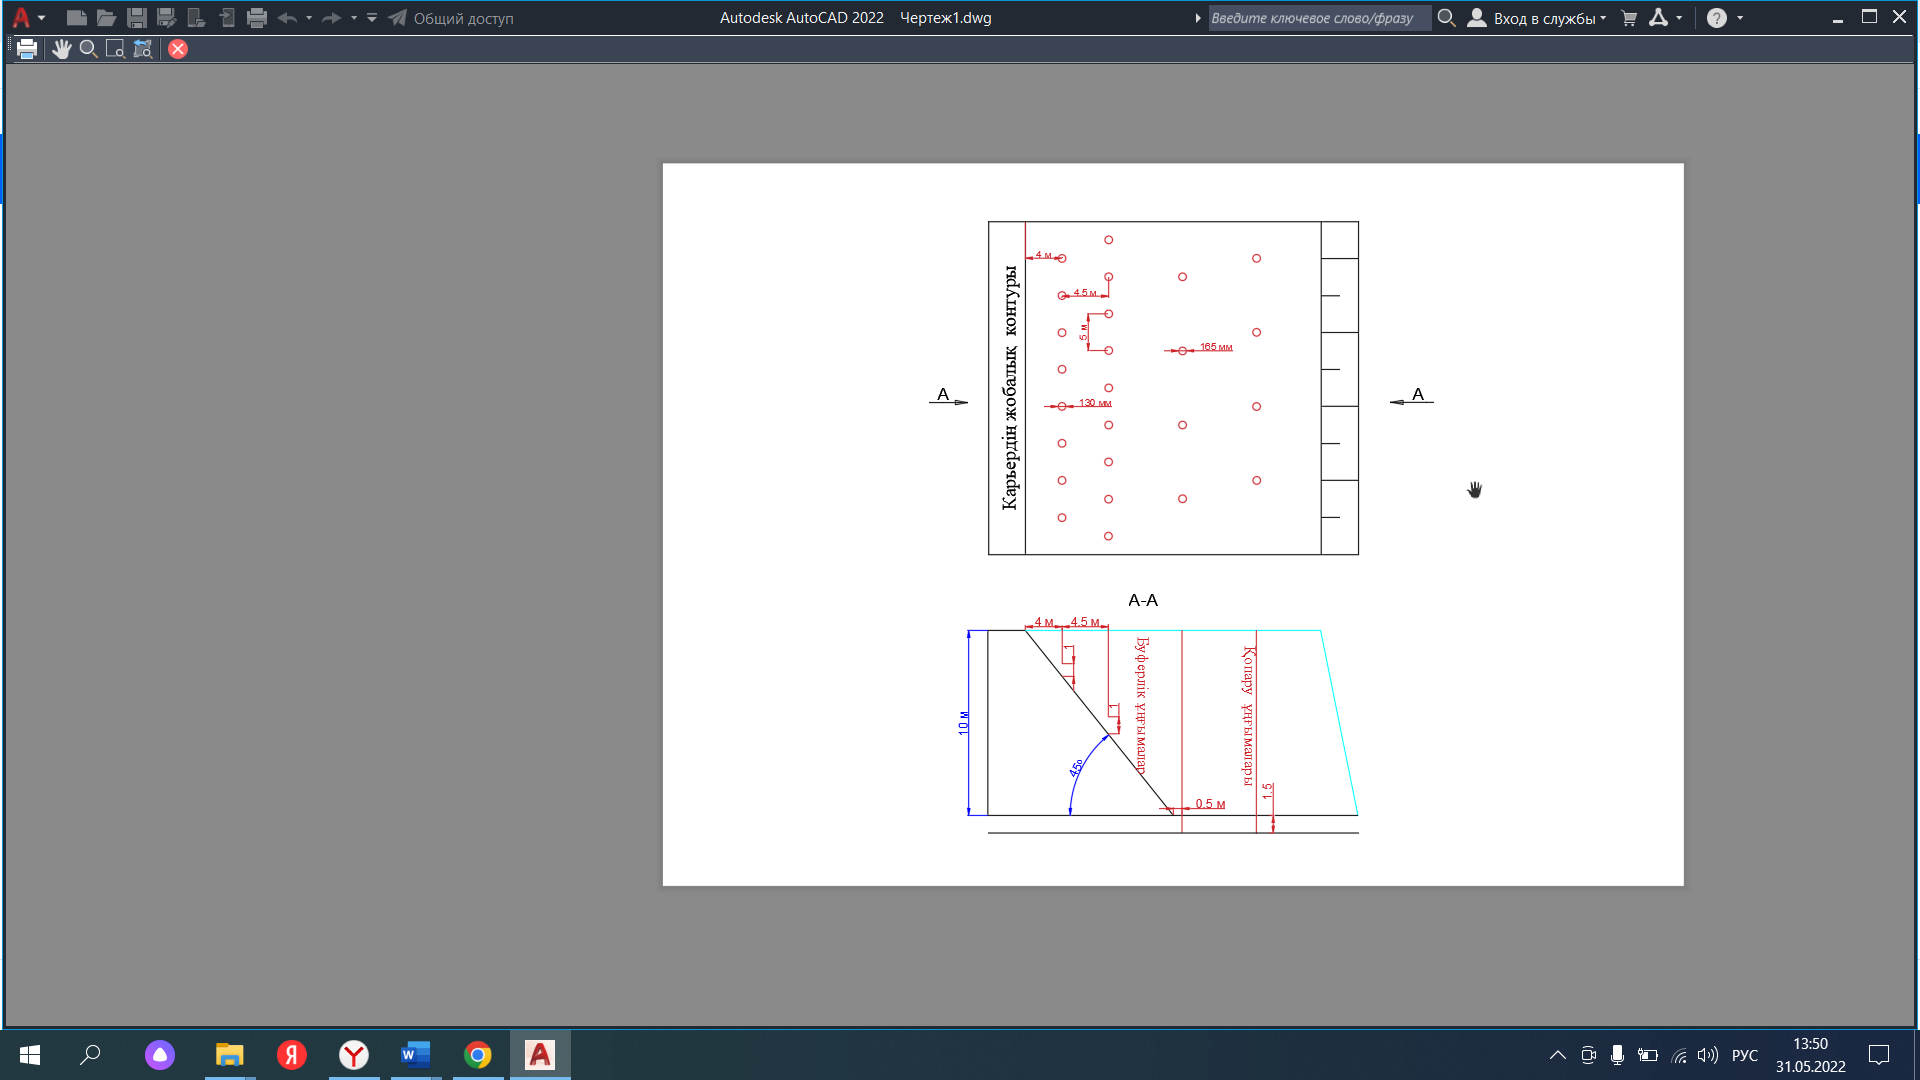 Общий доступ
Autodesk AutoCAD 2022 Чертеж1.dwg
Введите ключевое слово/фразу
Вход в службы
Карьердің жобалық контуры
4 м
4.5 м
5 м
165 мм
130 мм
А
А
А-А
4 м
4.5 м
1
1
Буферлік ұңғымалар
Қопару ұңғымалары
10 м
45°
0.5 м
1.5
РУС
13:50
31.05.2022